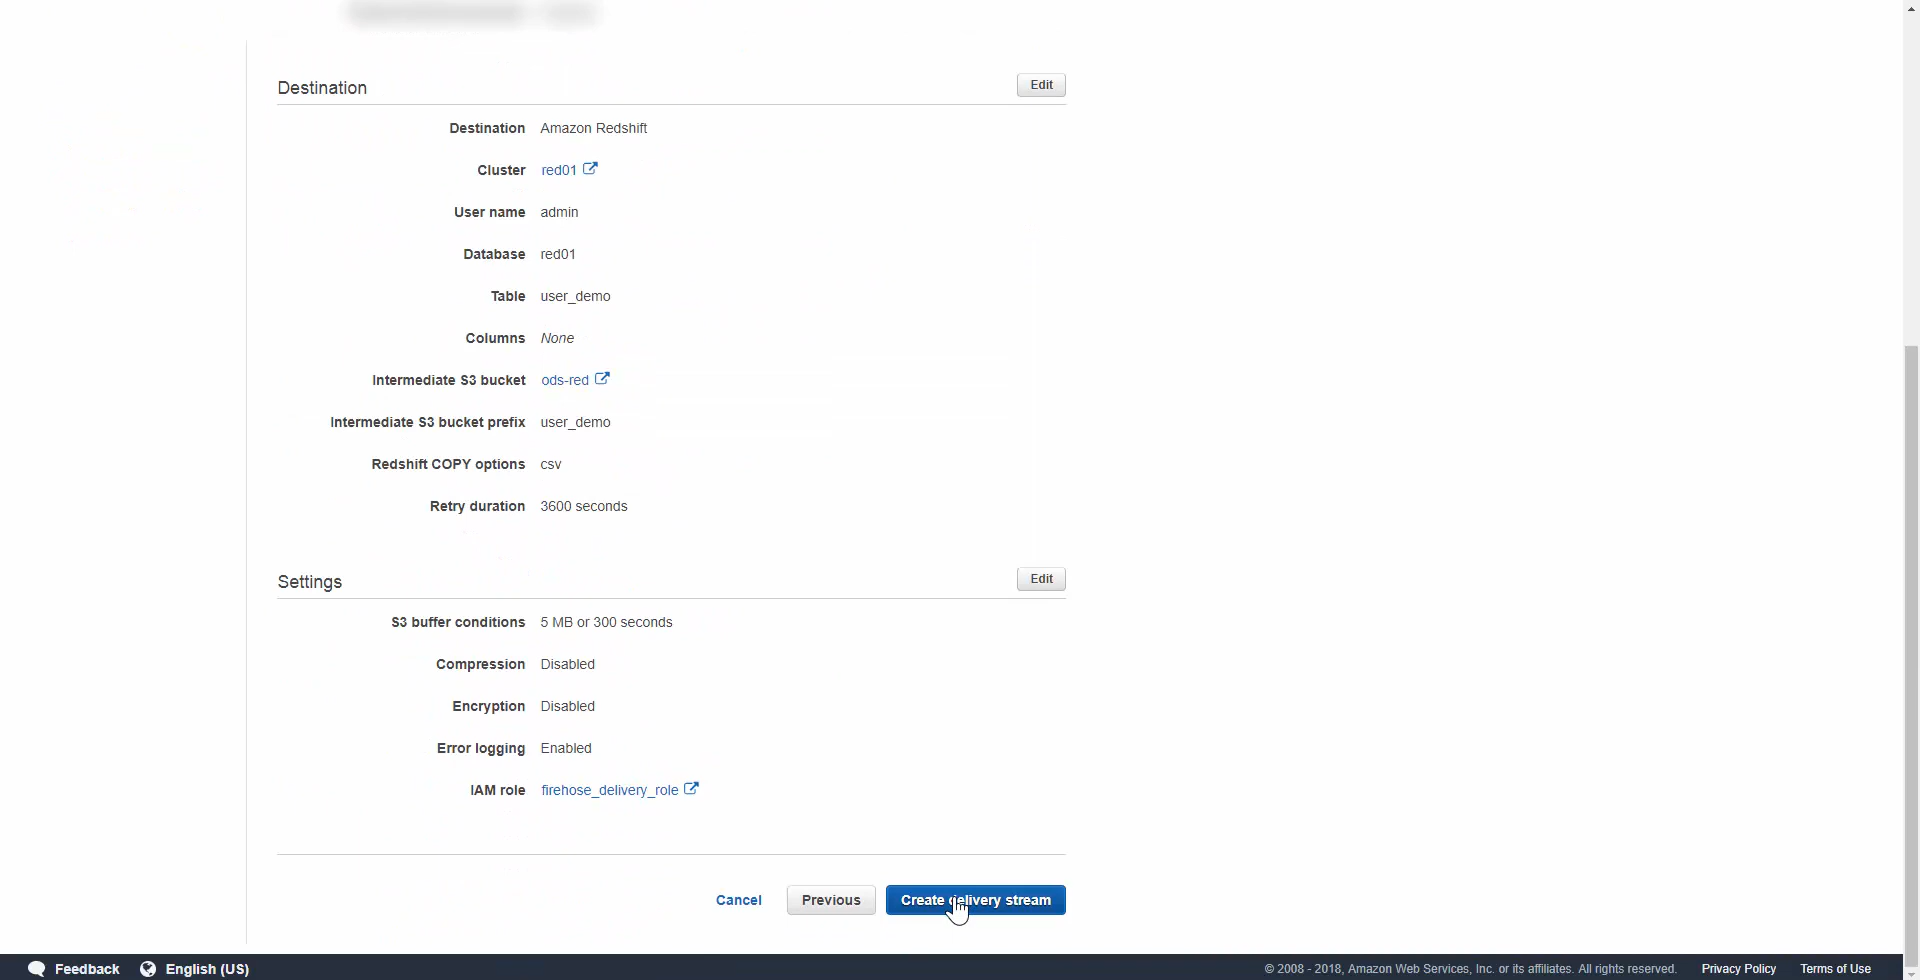 Destination Edit
Destination Amazon Redshift
Cluster red01
User name admin
Database red01
Table user_demo
Columns None
Intermediate S3 bucket ods-red
Intermediate S3 bucket prefix user_demo
Redshift COPY options csv
Retry duration 3600 seconds
Settings Edit
S3 buffer conditions 5 MB or 300 seconds
Compression Disabled
Encryption Disabled
Error logging Enabled
IAM role firehose_delivery_role
Cancel Previous Create delivery stream
Feedback English (US) © 2008 - 2018, Amazon Web Services, Inc. or its affiliates. All rights reserved. Privacy Policy Terms of Use